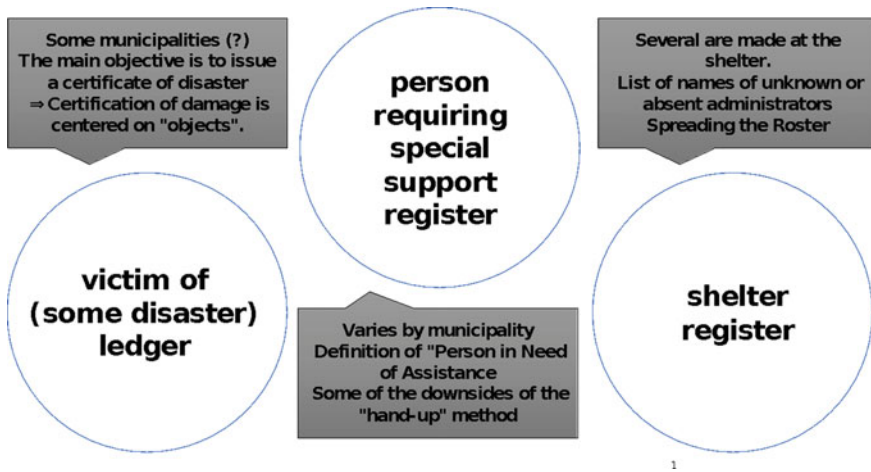 Some municipalities (?)
The main objective is to issue
a certificate of disaster
⇒ Certification of damage is
centered on "objects".
person
requiring
special
support
register
Several are made at the
shelter.
List of names of unknown or
absent administrators
Spreading the Roster
victim of
(some disaster)
ledger
Varies by municipality
Definition of "Person in Need
of Assistance
Some of the downsides of the
"hand-up" method
shelter
register
1